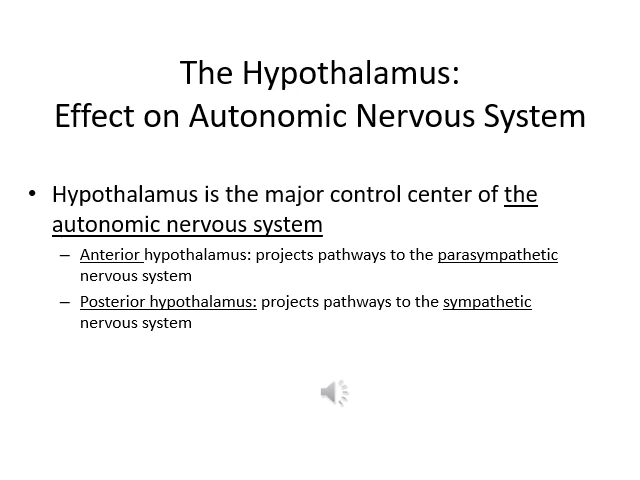 The Hypothalamus:
Effect on Autonomic Nervous System
• Hypothalamus is the major control center of the
autonomic nervous system
– Anterior hypothalamus: projects pathways to the parasympathetic
nervous system
– Posterior hypothalamus: projects pathways to the sympathetic
nervous system